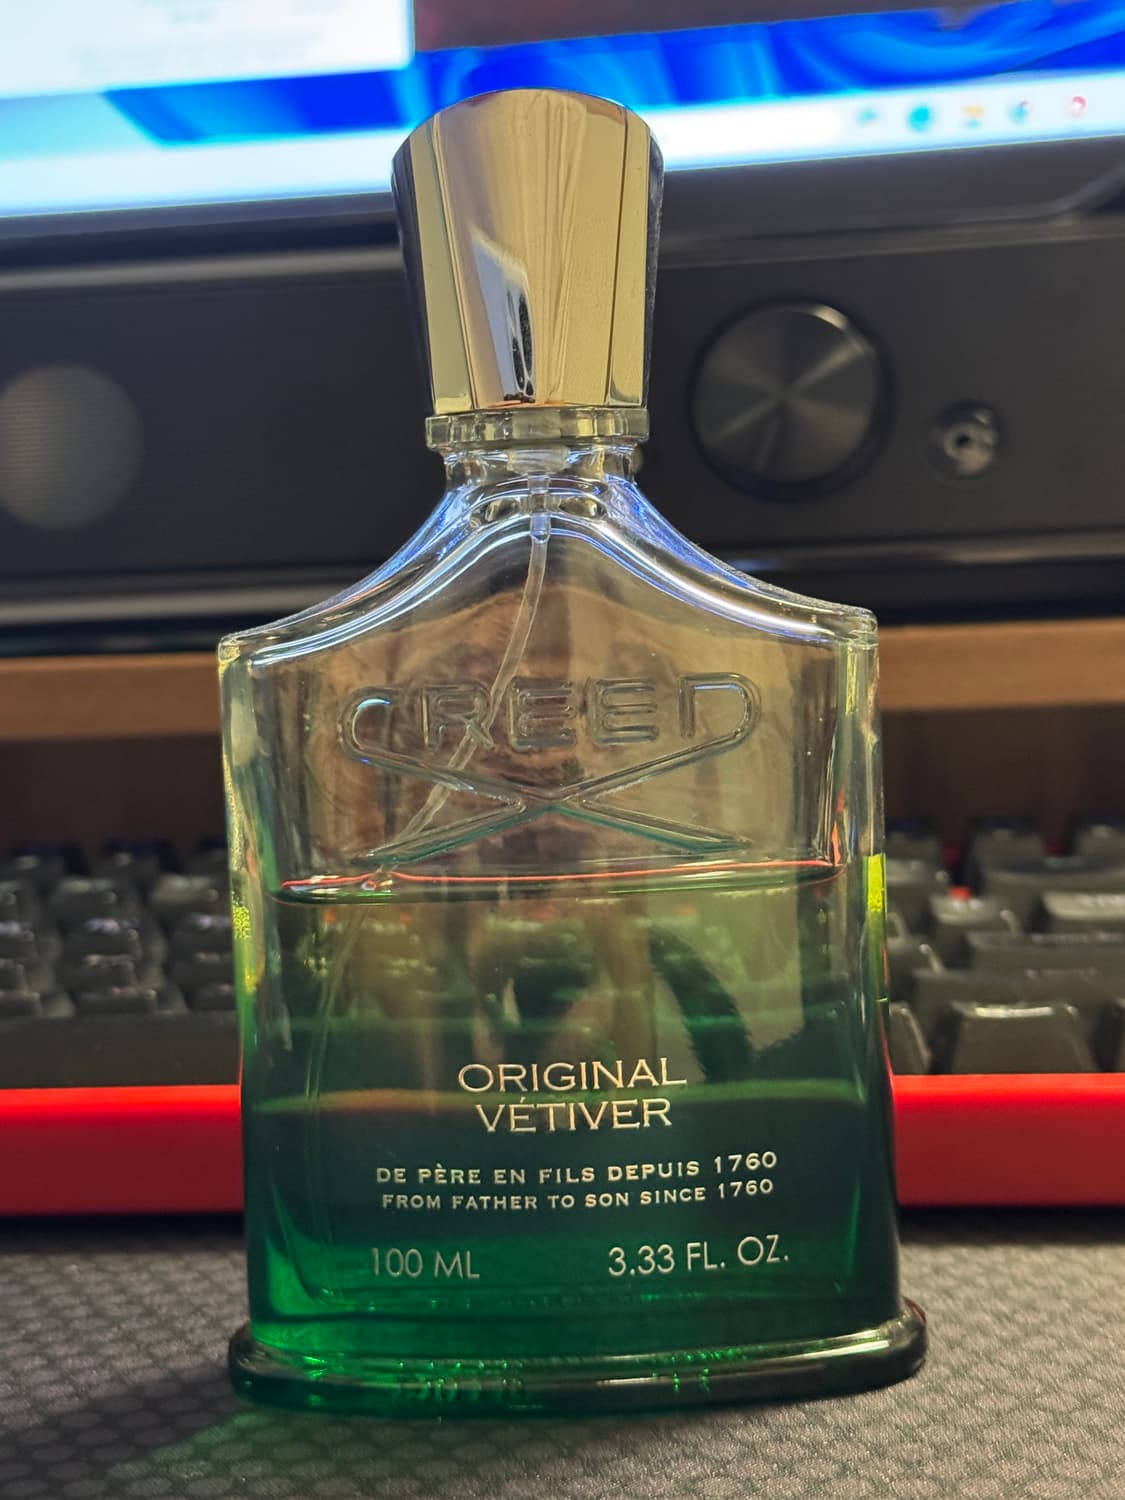 CREED
ORIGINAL
VÉTIVER
DE PÈRE EN FILS DEPUIS 1760
FROM FATHER TO SON SINCE 1760
100 ML 3.33 FL. OZ.